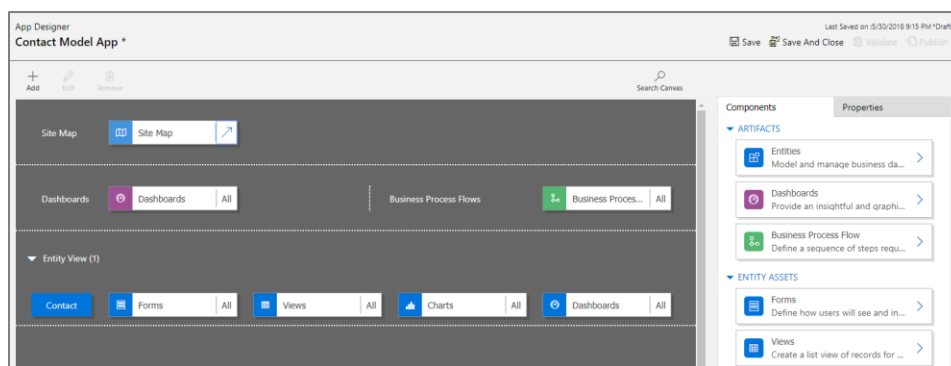 App Designer
Last Saved on :5/30/2018 9:15 PM *Draft
Contact Model App *
Save
Save And Close
Validate
Publish
Add
Edit
Remove
Search Canvas
Components
Properties
Site Map
Site Map
ARTIFACTS
Entities
Model and manage business da...
Dashboards
Dashboards
All
Business Process Flows
Business Proces...
All
Dashboards
Provide an insightful and graphi...
Business Process Flow
Define a sequence of steps requ...
Entity View (1)
ENTITY ASSETS
Contact
Forms
All
Views
All
Charts
All
Dashboards
All
Forms
Define how users will see and in...
Views
Create a list view of records for ...